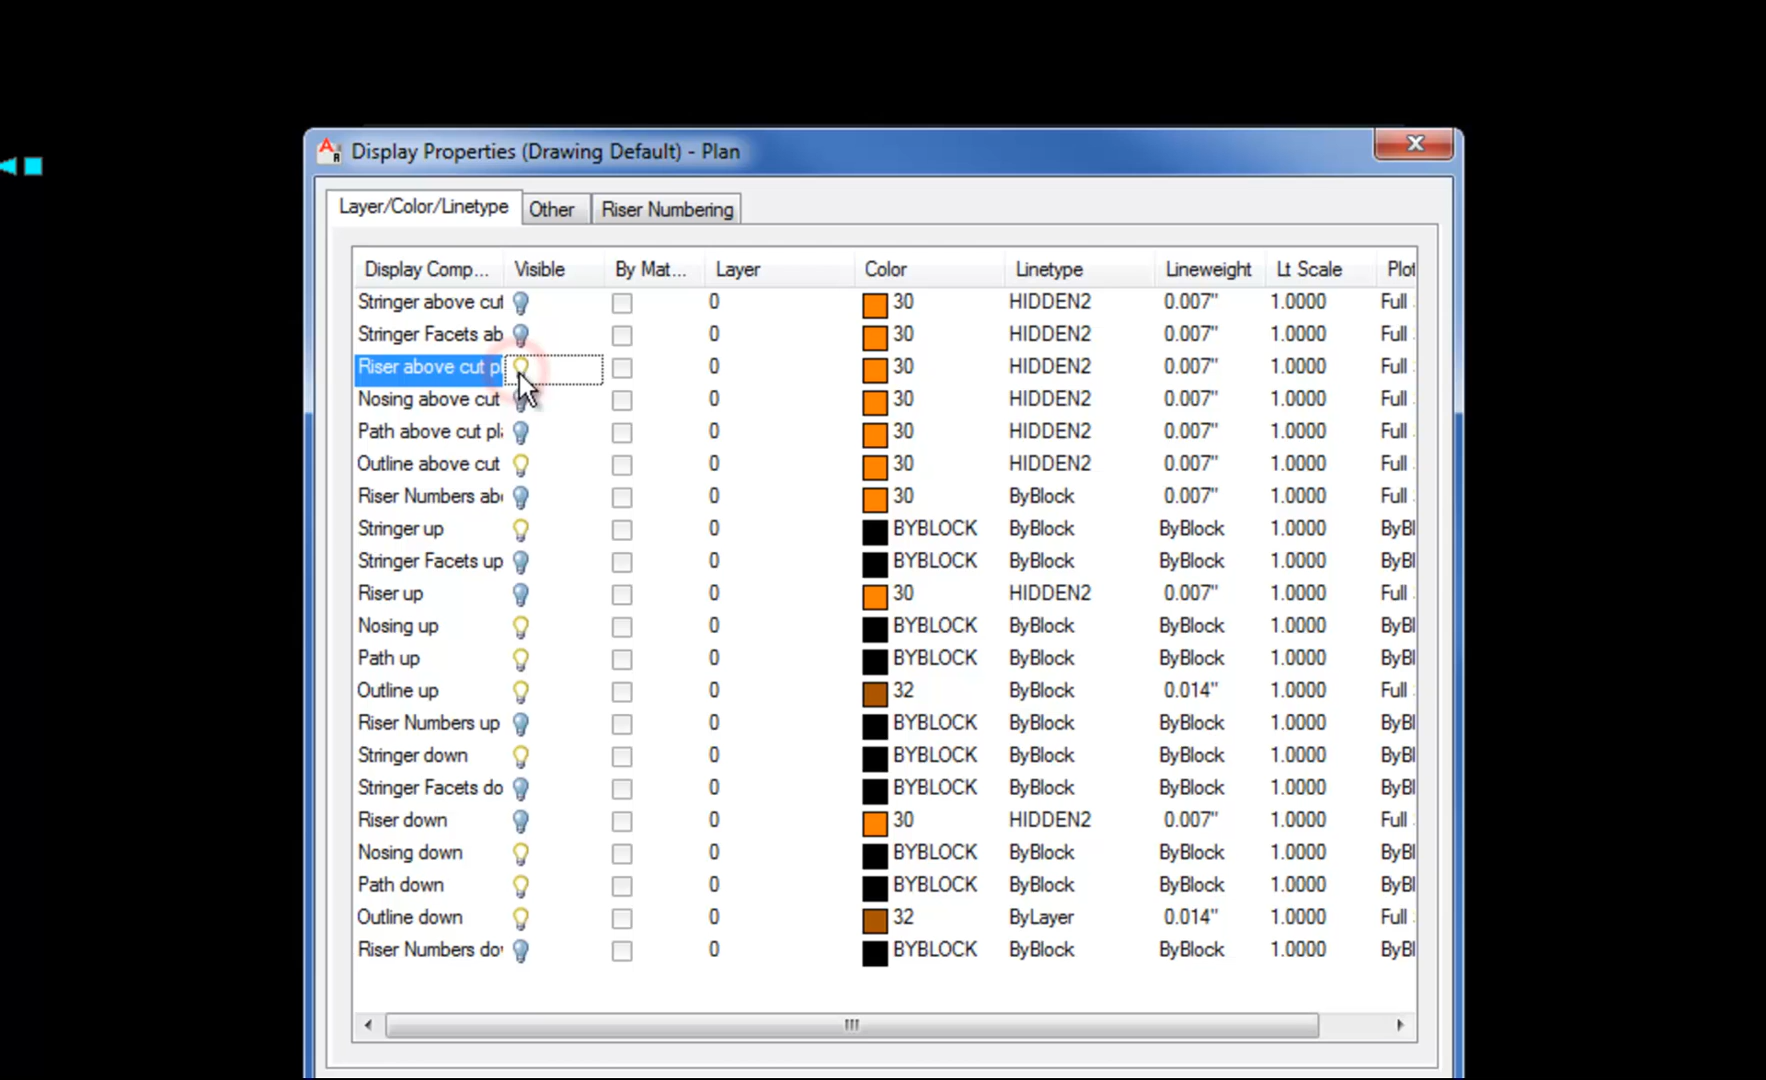 Display Properties (Drawing Default) - Plan
Layer/Color/Linetype Other Riser Numbering
Display Comp... Visible By Mat... Layer Color Linetype Lineweight Lt Scale Plot
Stringer above cut 0 30 HIDDEN2 0.007" 1.0000 Full
Stringer Facets ab 0 30 HIDDEN2 0.007" 1.0000 Full
Riser above cut pl 0 30 HIDDEN2 0.007" 1.0000 Full
Nosing above cut 0 30 HIDDEN2 0.007" 1.0000 Full
Path above cut pl 0 30 HIDDEN2 0.007" 1.0000 Full
Outline above cut 0 30 HIDDEN2 0.007" 1.0000 Full
Riser Numbers ab 0 30 ByBlock 0.007" 1.0000 Full
Stringer up 0 BYBLOCK ByBlock ByBlock 1.0000 ByBl
Stringer Facets up 0 BYBLOCK ByBlock ByBlock 1.0000 ByBl
Riser up 0 30 HIDDEN2 0.007" 1.0000 Full
Nosing up 0 BYBLOCK ByBlock ByBlock 1.0000 ByBl
Path up 0 BYBLOCK ByBlock ByBlock 1.0000 ByBl
Outline up 0 32 ByBlock 0.014" 1.0000 Full
Riser Numbers up 0 BYBLOCK ByBlock ByBlock 1.0000 ByBl
Stringer down 0 BYBLOCK ByBlock ByBlock 1.0000 ByBl
Stringer Facets do 0 BYBLOCK ByBlock ByBlock 1.0000 ByBl
Riser down 0 30 HIDDEN2 0.007" 1.0000 Full
Nosing down 0 BYBLOCK ByBlock ByBlock 1.0000 ByBl
Path down 0 BYBLOCK ByBlock ByBlock 1.0000 ByBl
Outline down 0 32 ByLayer 0.014" 1.0000 Full
Riser Numbers do 0 BYBLOCK ByBlock ByBlock 1.0000 ByBl